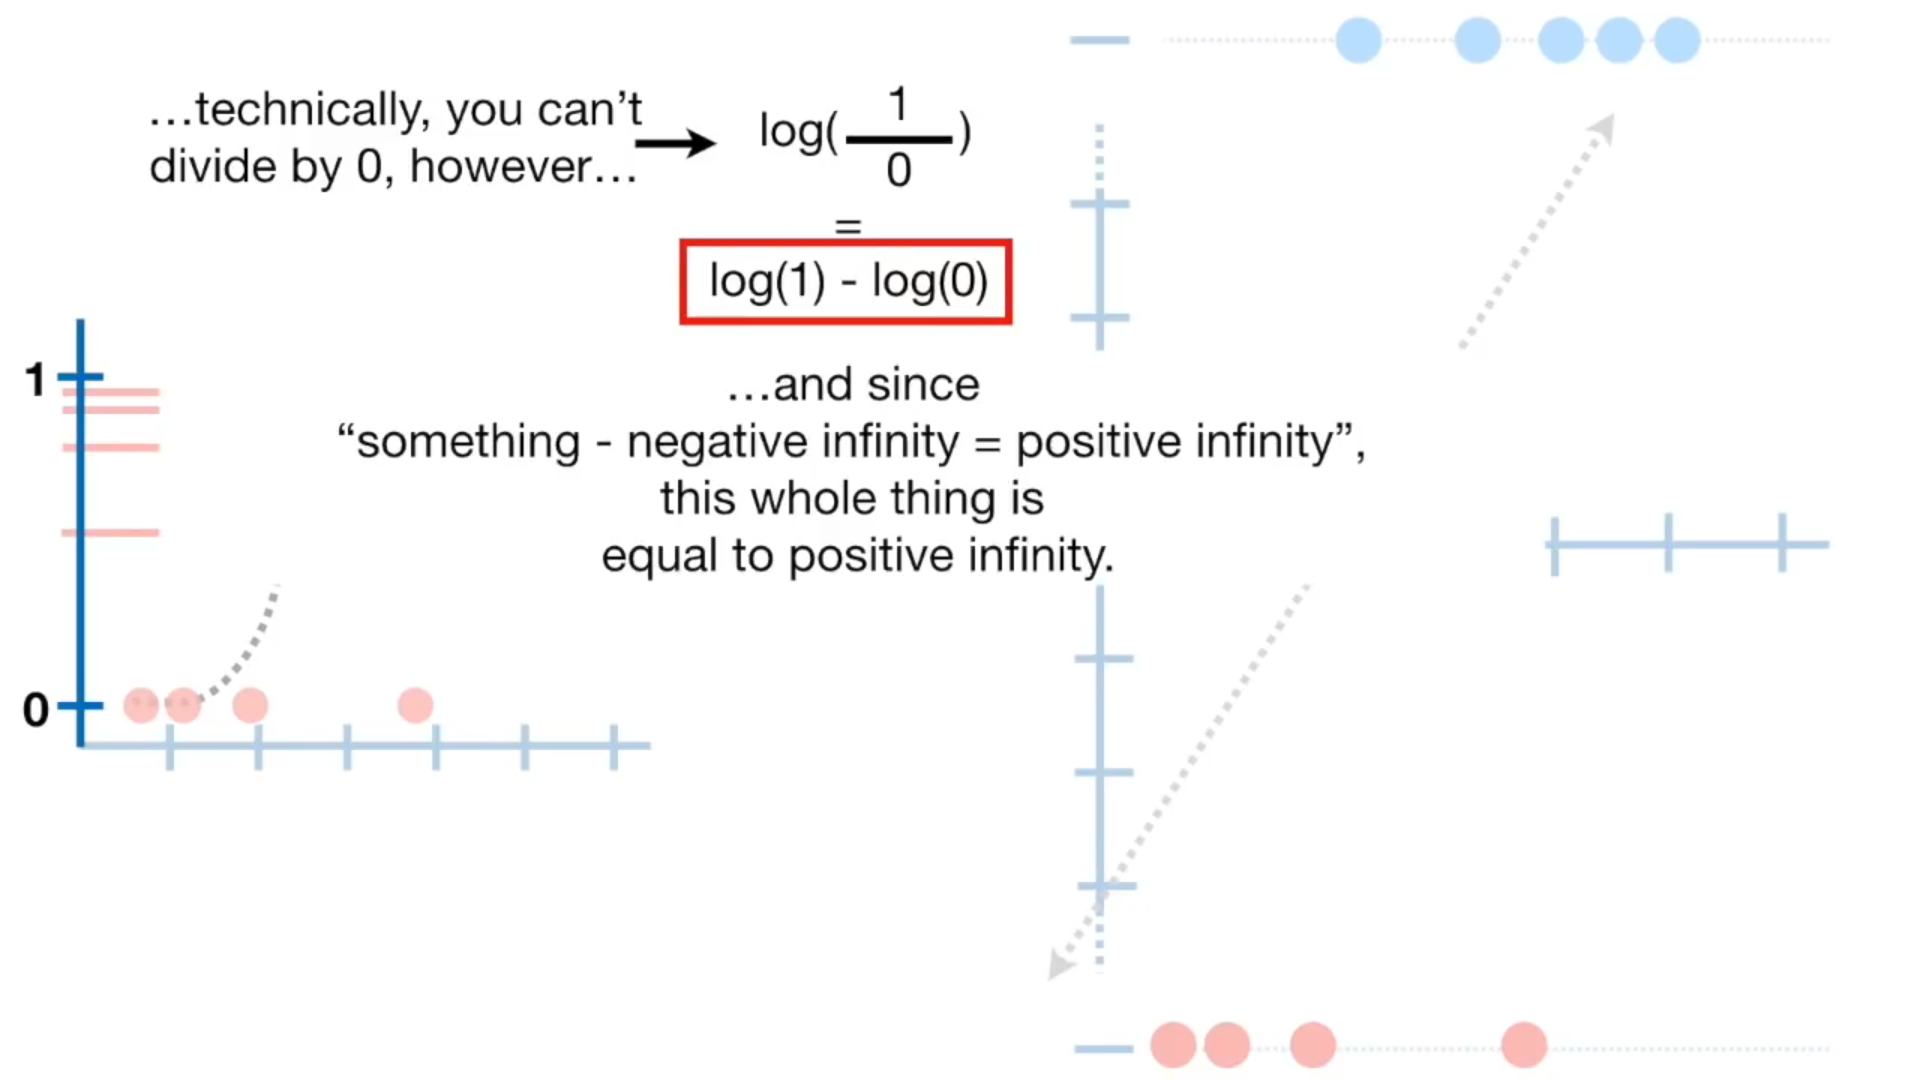 …technically, you can’t
divide by 0, however…
log(1/0)
=
log(1) - log(0)
…and since
“something - negative infinity = positive infinity”,
this whole thing is
equal to positive infinity.
1
0